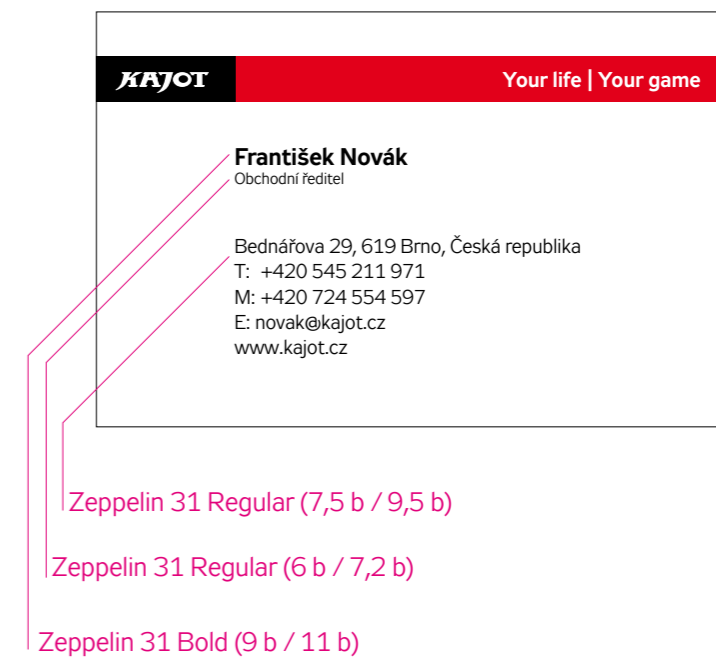 KAJOT
Your life | Your game
František Novák
Obchodní ředitel
Bednářova 29, 619 Brno, Česká republika
T: +420 545 211 971
M: +420 724 554 597
E: novak@kajot.cz
www.kajot.cz
Zeppelin 31 Regular (7,5 b / 9,5 b)
Zeppelin 31 Regular (6 b / 7,2 b)
Zeppelin 31 Bold (9 b / 11 b)